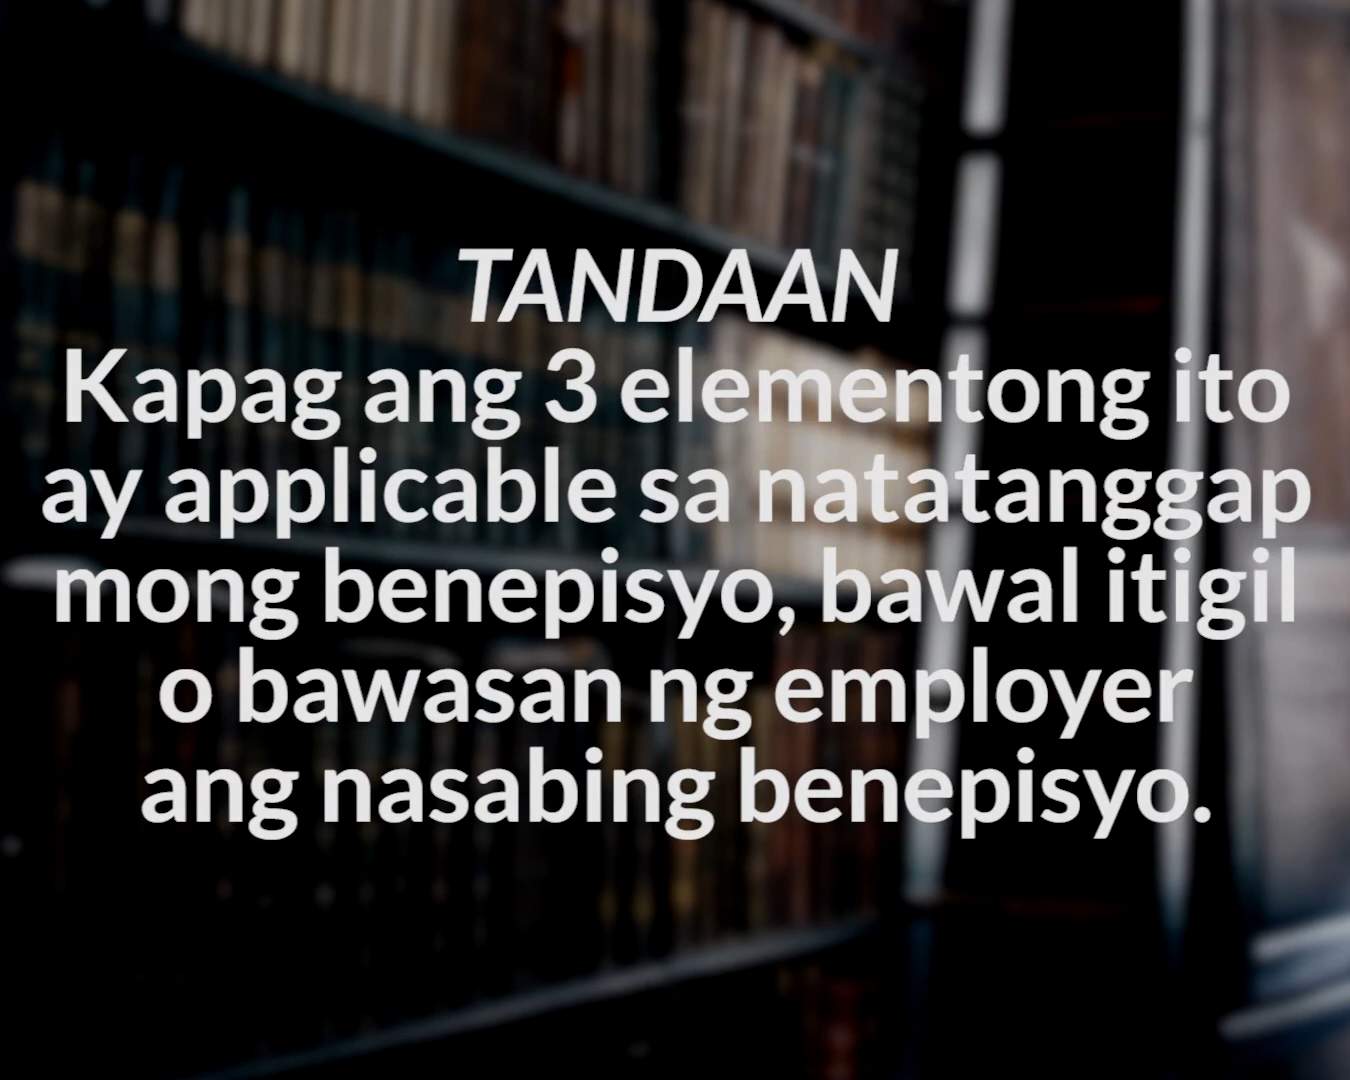 TANDAAN
Kapag ang 3 elementong ito
ay applicable sa natatanggap
mong benepisyo, bawal itigil
o bawasan ng employer
ang nasabing benepisyo.